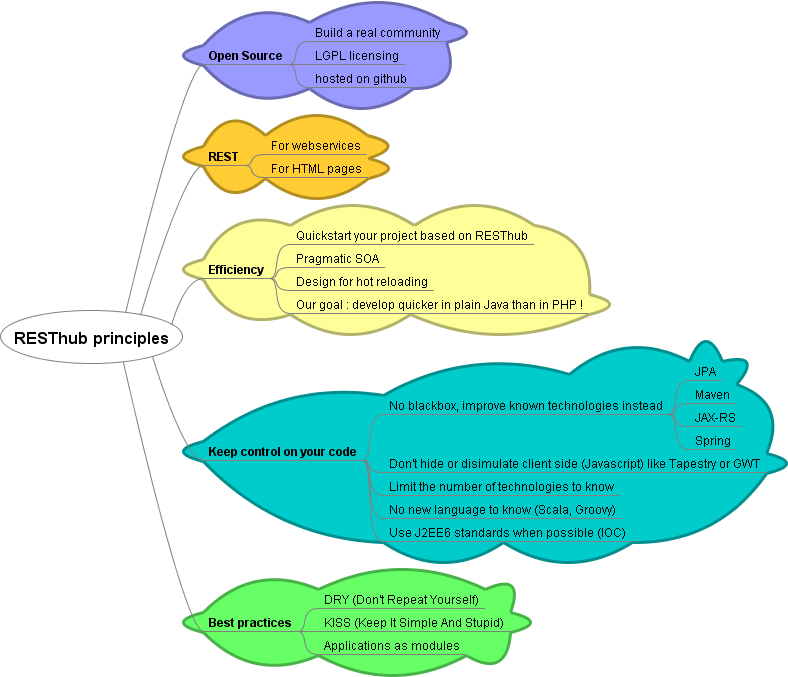 Build a real community
Open Source
LGPL licensing
hosted on github
For webservices
REST
For HTML pages
Quickstart your project based on RESThub
Pragmatic SOA
Efficiency
Design for hot reloading
Our goal : develop quicker in plain Java than in PHP !
RESThub principles
JPA
Maven
No blackbox, improve known technologies instead
JAX-RS
Spring
Keep control on your code
Don't hide or disimulate client side (Javascript) like Tapestry or GWT
Limit the number of technologies to know
No new language to know (Scala, Groovy)
Use J2EE6 standards when possible (IOC)
DRY (Don't Repeat Yourself)
Best practices
KISS (Keep It Simple And Stupid)
Applications as modules